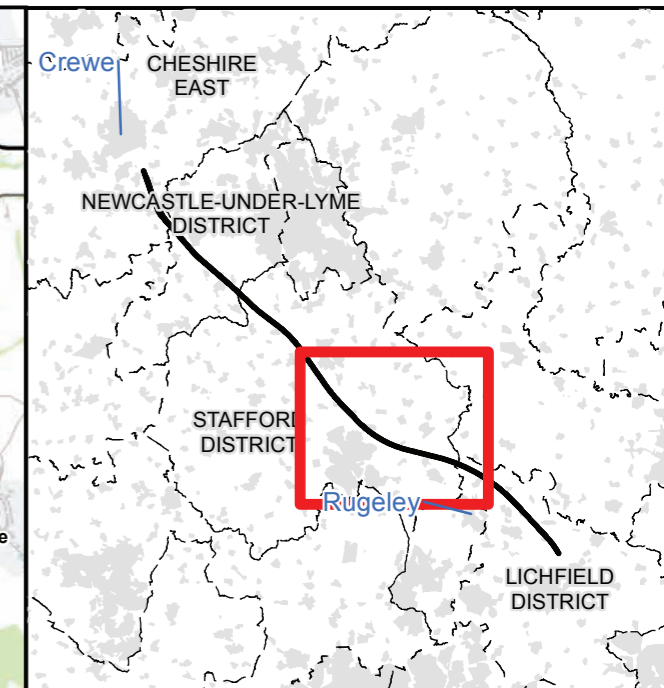 Crewe
CHESHIRE
EAST
NEWCASTLE-UNDER-LYME
DISTRICT
STAFFORD
DISTRICT
Rugeley
LICHFIELD
DISTRICT
e